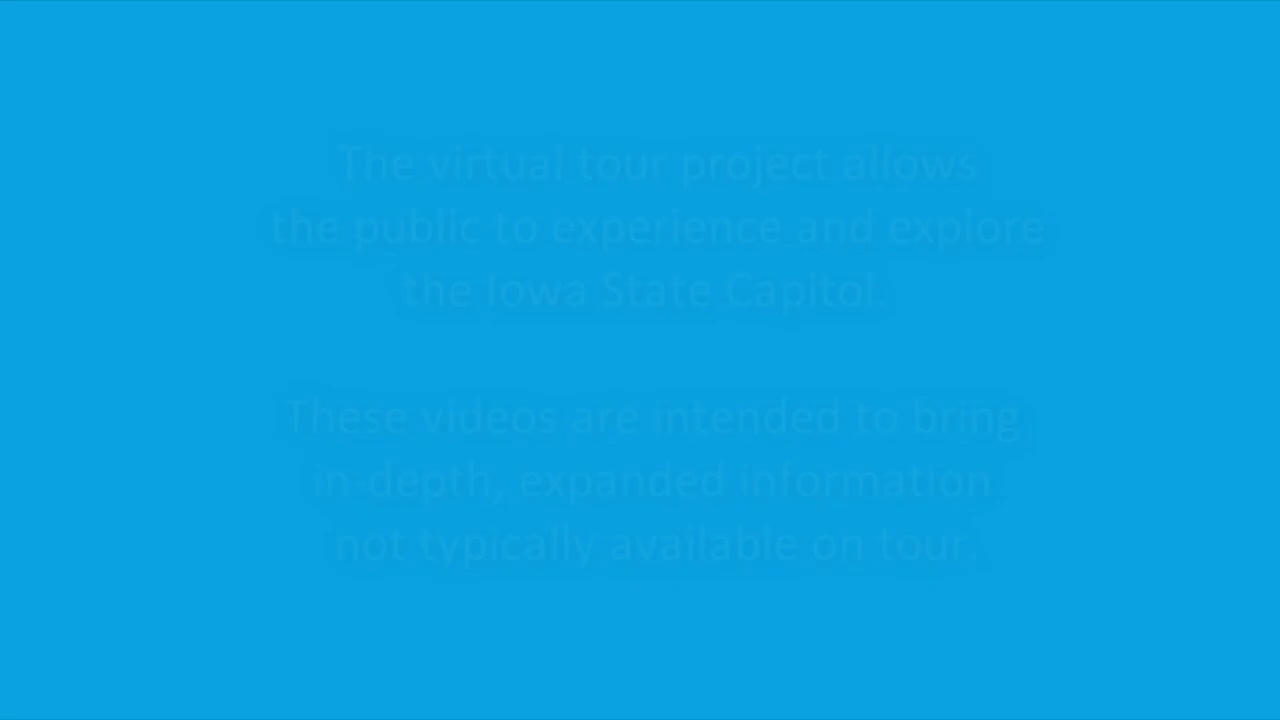 The virtual tour project allows
the public to experience and explore
the Iowa State Capitol.
These videos are intended to bring
in-depth, expanded information
not typically available on tour.